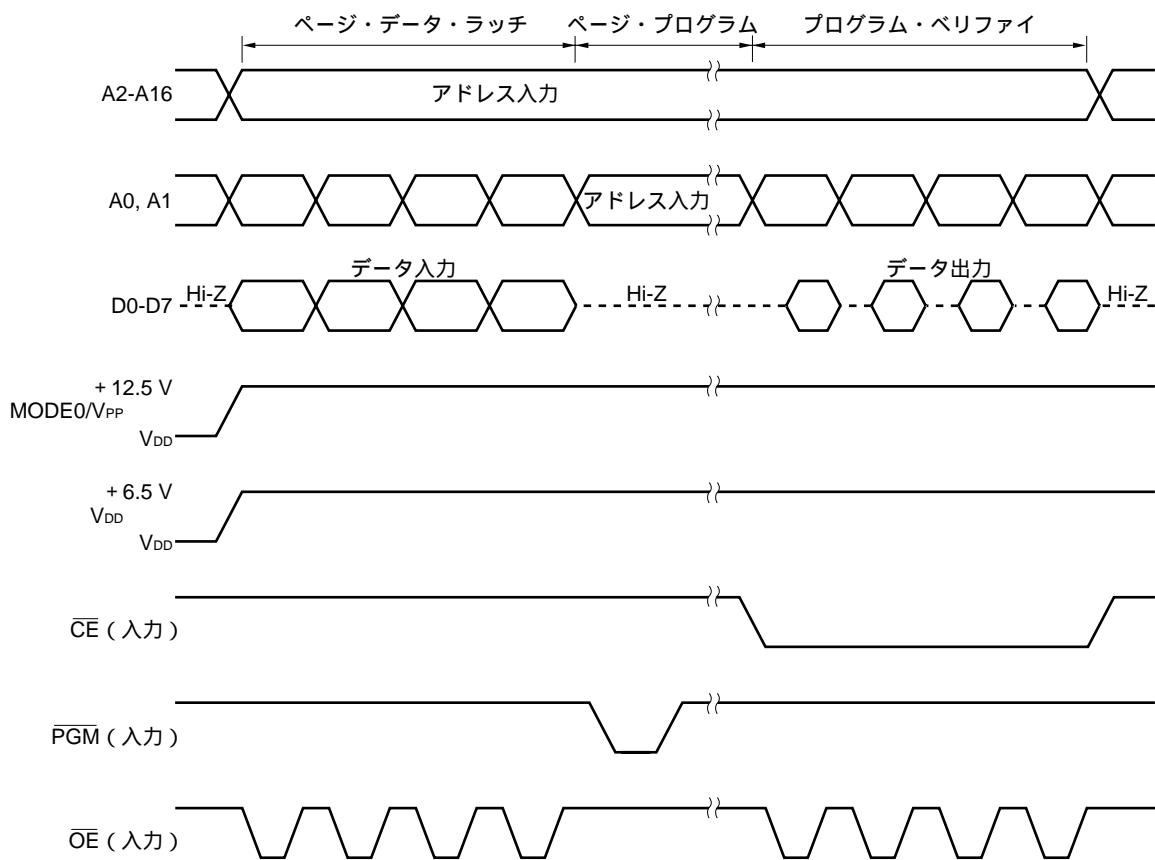 ページ・データ・ラッチ ページ・プログラム プログラム・ベリファイ
A2-A16 アドレス入力
A0, A1 アドレス入力
データ入力 データ出力
D0-D7 Hi-Z Hi-Z Hi-Z
+ 12.5 V
MODE0/VPP
VDD
+ 6.5 V
VDD
VDD
C̅E̅ ( 入力 )
P̅G̅M̅ ( 入力 )
O̅E̅ ( 入力 )